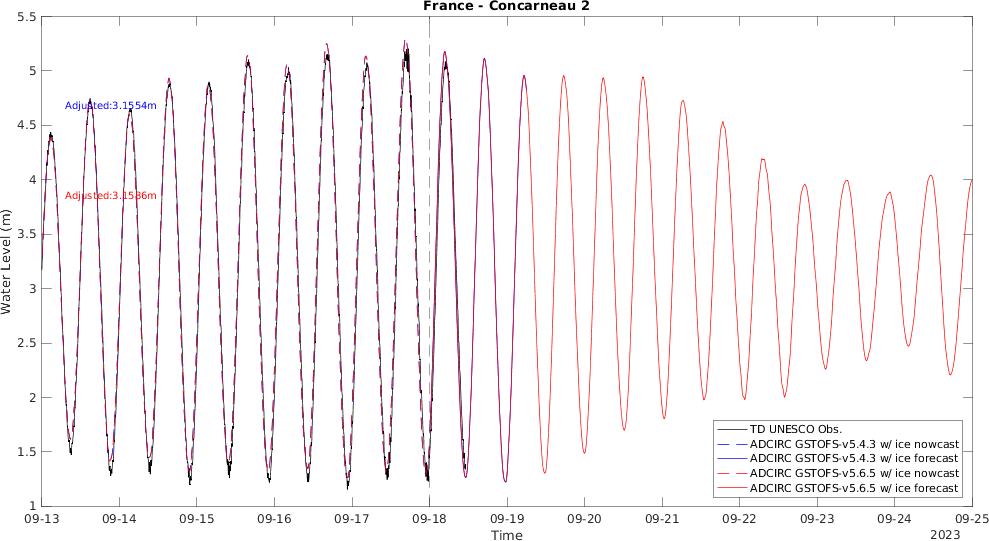 France - Concarneau 2
5.5
5
4.5
4
3.5
3
2.5
2
1.5
1
Water Level (m)
Adjusted:3.1554m
Adjusted:3.1536m
TD UNESCO Obs.
ADCIRC GSTOFS-v5.4.3 w/ ice nowcast
ADCIRC GSTOFS-v5.4.3 w/ ice forecast
ADCIRC GSTOFS-v5.6.5 w/ ice nowcast
ADCIRC GSTOFS-v5.6.5 w/ ice forecast
09-13 09-14 09-15 09-16 09-17 09-18 09-19 09-20 09-21 09-22 09-23 09-24 09-25
Time
2023